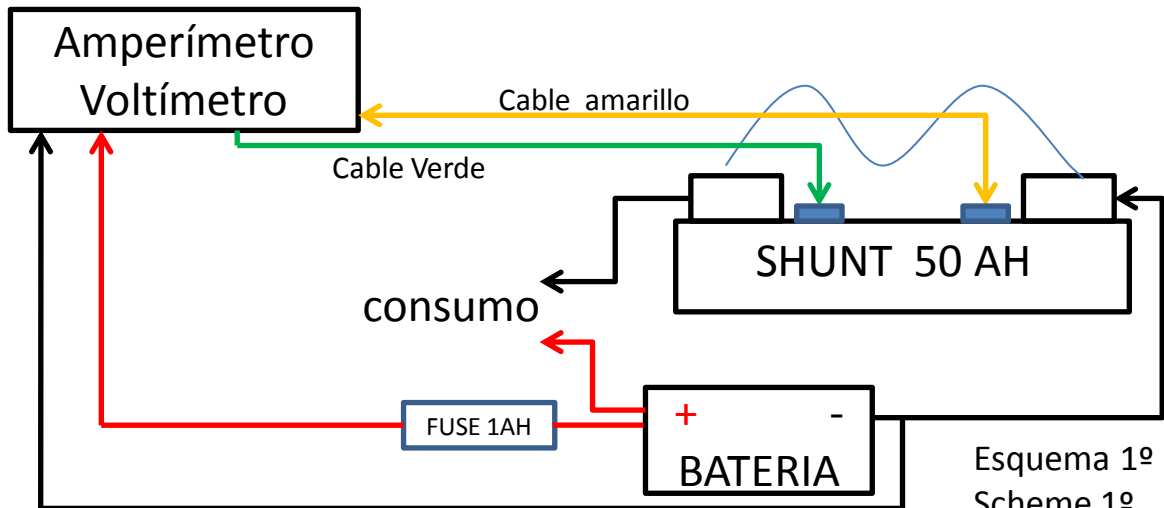 Amperímetro
Voltímetro
Cable amarillo
Cable Verde
SHUNT 50 AH
consumo
FUSE 1AH
+ -
BATERIA
Esquema 1º
Scheme 1º